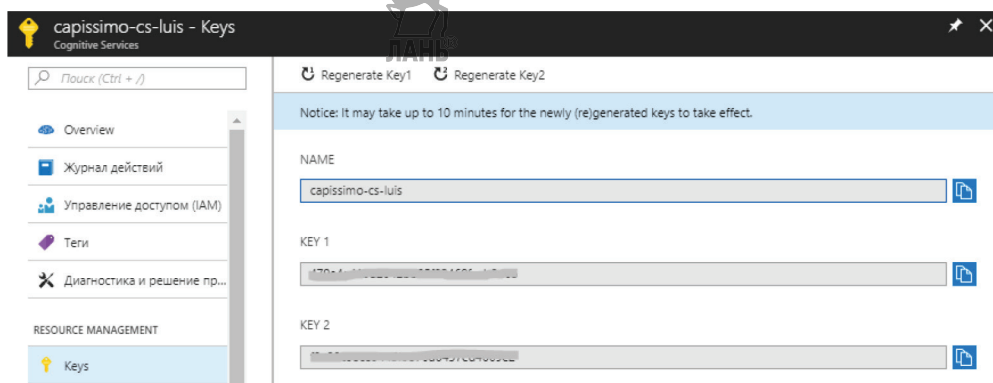 capissimo-cs-luis - Keys
Cognitive Services
ЛАНЬ®
Поиск (Ctrl + /)
Overview
Журнал действий
Управление доступом (IAM)
Теги
Диагностика и решение пр...
RESOURCE MANAGEMENT
Keys
Regenerate Key1 Regenerate Key2
Notice: It may take up to 10 minutes for the newly (re)generated keys to take effect.
NAME
capissimo-cs-luis
KEY 1
KEY 2